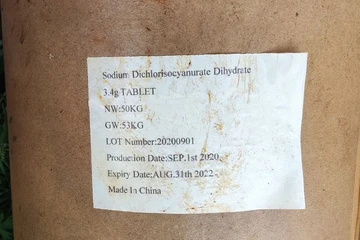 Sodium Dichlorisocyanurate Dihydrate
3.4g TABLET
NW:50KG
GW:53KG
LOT Number:20200901
Production Date:SEP.1st 2020
Expiry Date:AUG.31th 2022
Made In China